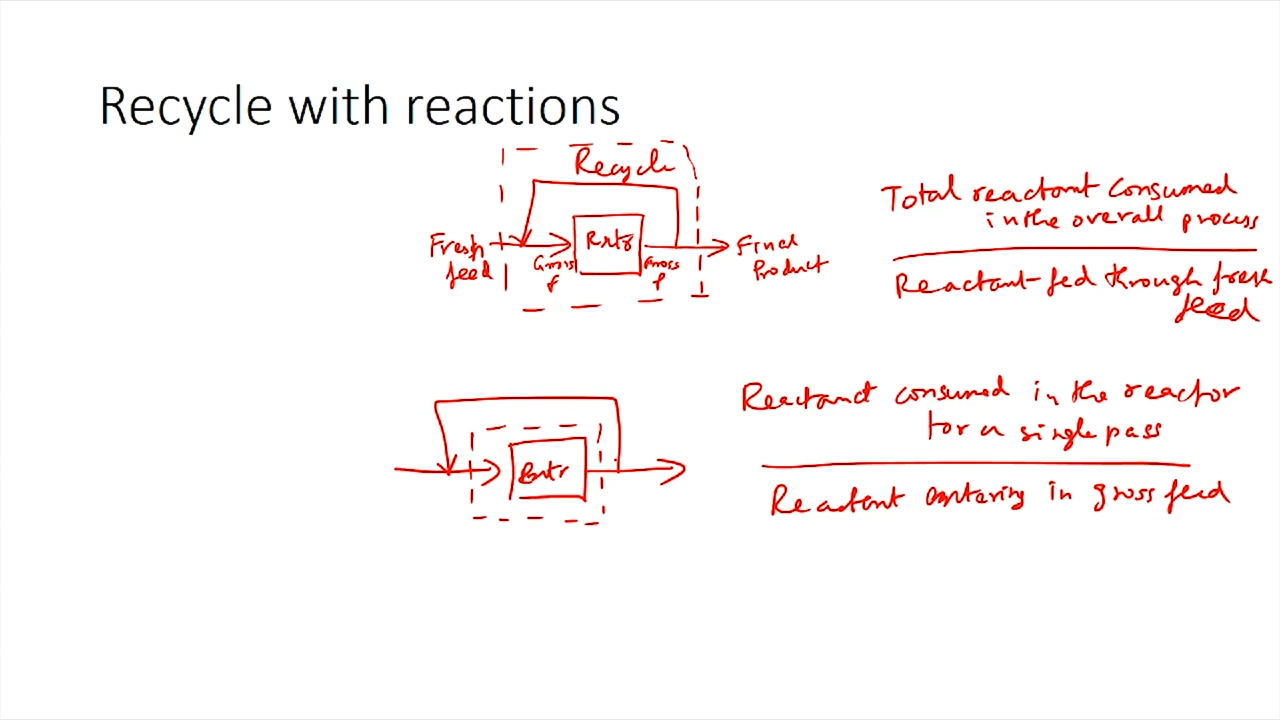 Recycle with reactions
Recycle
Fresh
feed
Gross
f
Rxtr
Gross
P
Final
Product
Total reactant consumed
in the overall process
Reactant fed through fresh
feed
Reactant consumed in the reactor
for a single pass
Rxtr
Reactant entering in gross feed